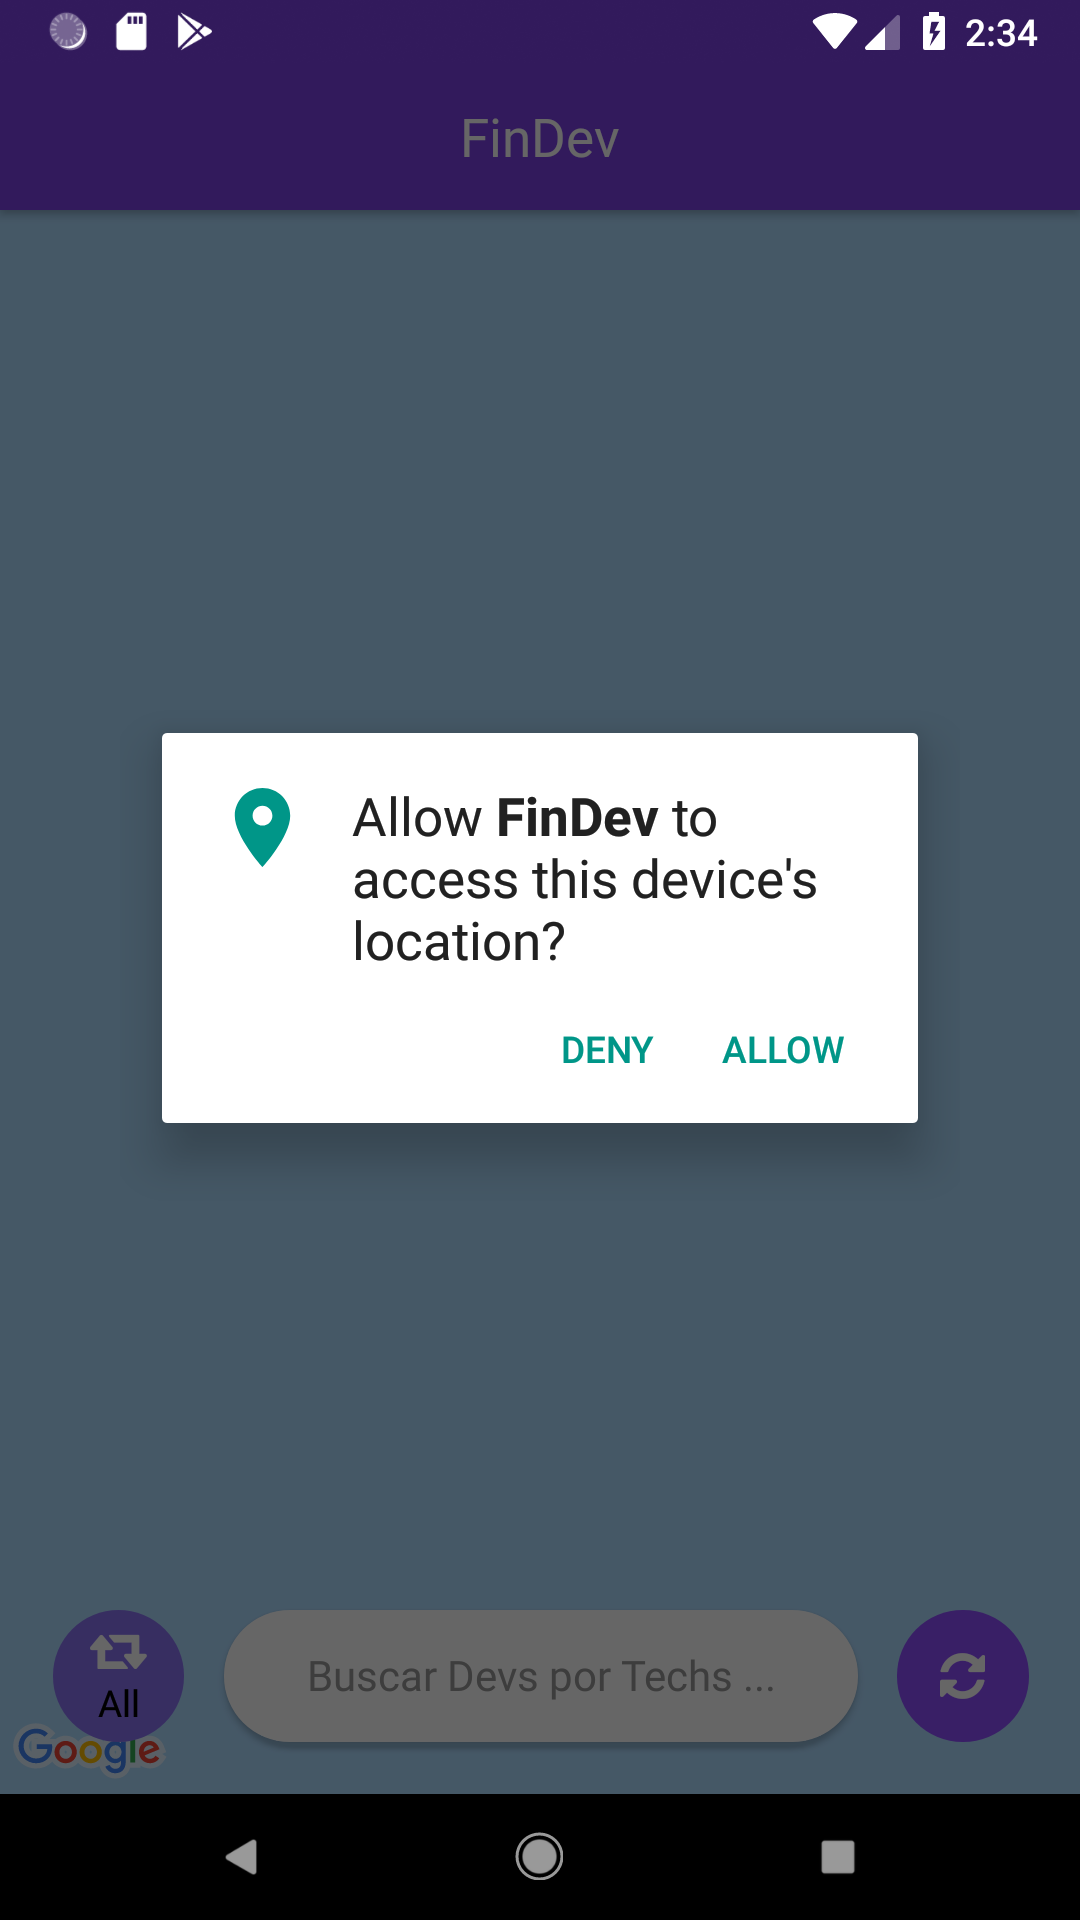 2:34
FinDev
Allow FinDev to
access this device's
location?
DENY ALLOW
All
Buscar Devs por Techs ...
Google